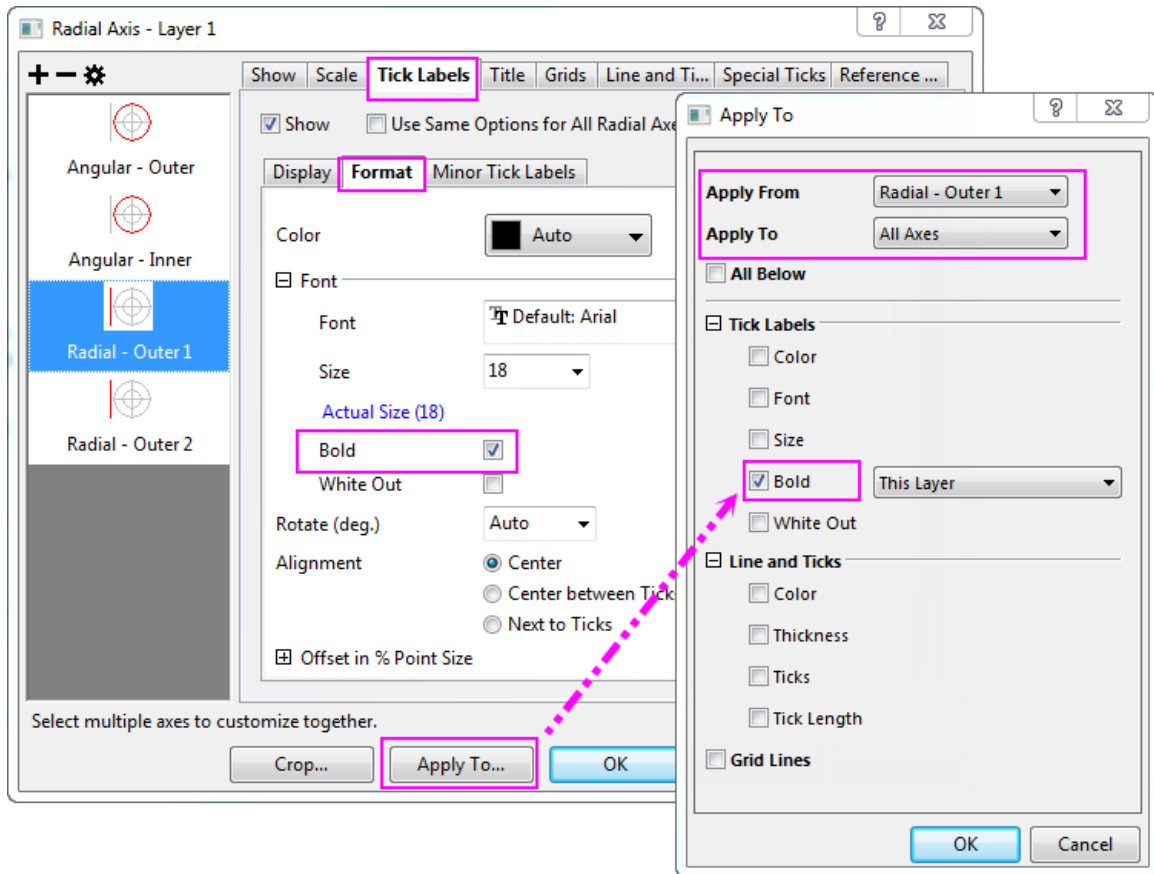 Radial Axis - Layer 1
Show Scale Tick Labels Title Grids Line and Ti... Special Ticks Reference ...
Angular - Outer
Angular - Inner
Radial - Outer 1
Radial - Outer 2
Show Use Same Options for All Radial Axe
Display Format Minor Tick Labels
Color Auto
Font
Font Default: Arial
Size 18
Actual Size (18)
Bold
White Out
Rotate (deg.) Auto
Alignment Center
Center between Tick
Next to Ticks
Offset in % Point Size
Select multiple axes to customize together.
Crop... Apply To... OK
Apply To
Apply From Radial - Outer 1
Apply To All Axes
All Below
Tick Labels
Color
Font
Size
Bold This Layer
White Out
Line and Ticks
Color
Thickness
Ticks
Tick Length
Grid Lines
OK Cancel